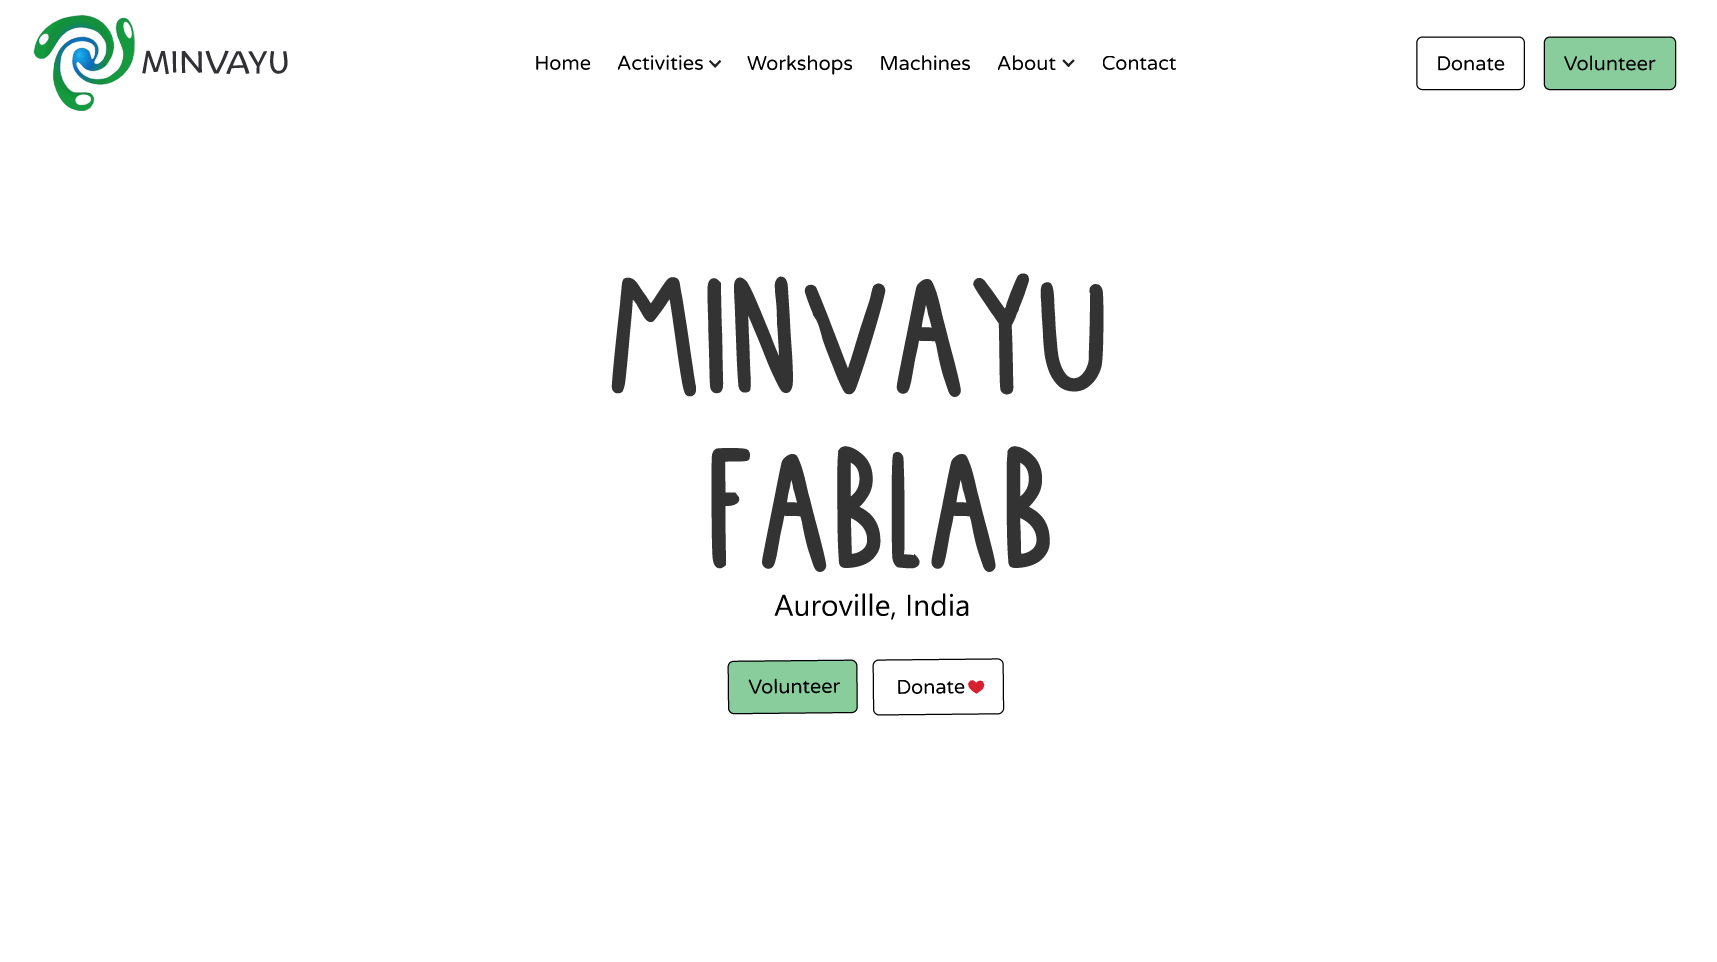 MINVAYU
Home Activities Workshops Machines About Contact
Donate Volunteer
MINVAYU
FABLAB
Auroville, India
Volunteer Donate